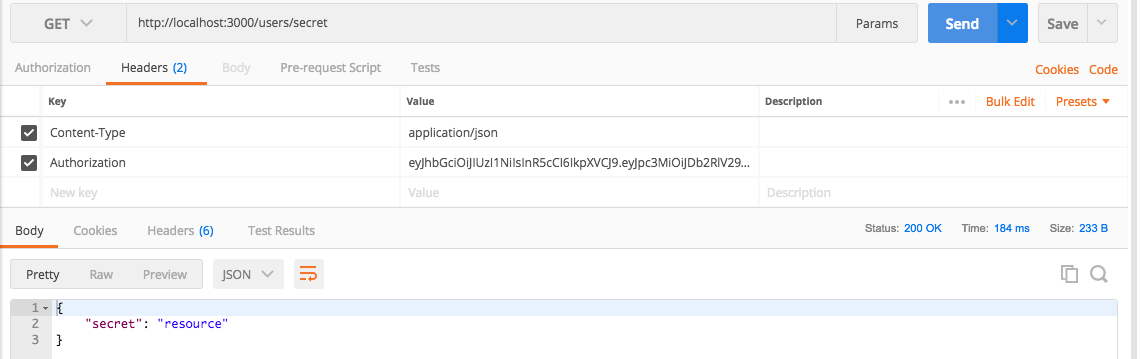 GET http://localhost:3000/users/secret Params Send Save
Authorization Headers (2) Body Pre-request Script Tests Cookies Code
Key Value Description ••• Bulk Edit Presets
Content-Type application/json
Authorization eyJhbGciOiJIUzI1NiIsInR5cCI6IkpXVCJ9.eyJpc3MiOiJDb2RlV29...
New key Value Description
Body Cookies Headers (6) Test Results Status: 200 OK Time: 184 ms Size: 233 B
Pretty Raw Preview JSON
1 {
2 "secret": "resource"
3 }